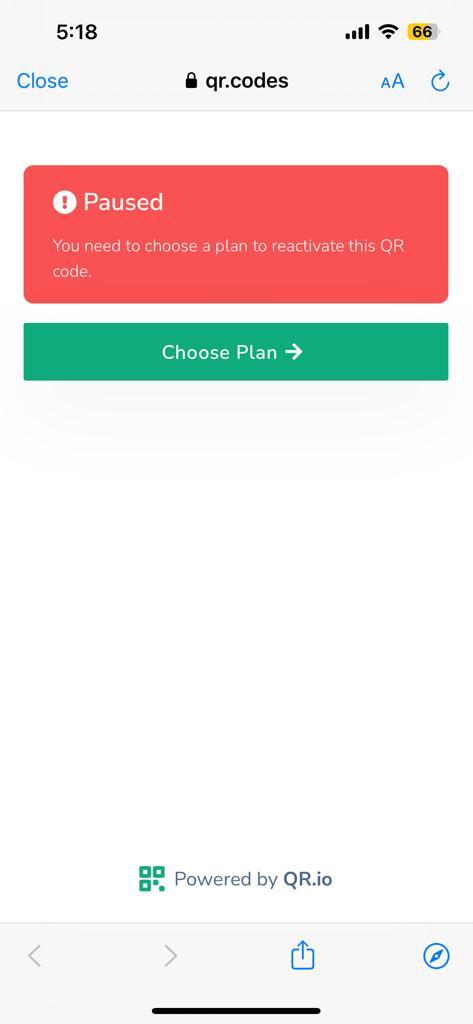 5:18
66
Close
qr.codes
AA
Paused
You need to choose a plan to reactivate this QR
code.
Choose Plan
Powered by QR.io